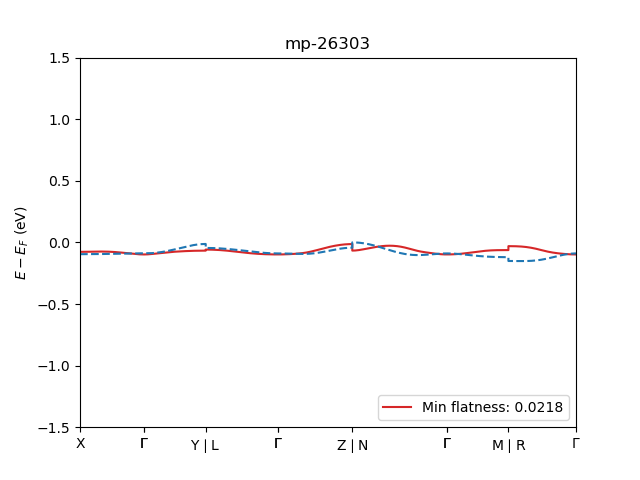 mp-26303
E − E_F (eV)
1.5
1.0
0.5
0.0
−0.5
−1.0
−1.5
Min flatness: 0.0218
X Γ Y | L Γ Z | N Γ M | R Γ